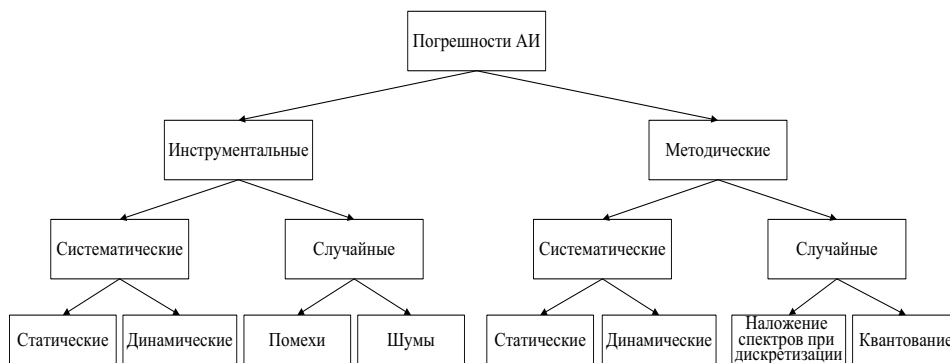 Погрешности АИ
Инструментальные
Методические
Систематические
Случайные
Систематические
Случайные
Статические
Динамические
Помехи
Шумы
Статические
Динамические
Наложение
спектров при
дискретизации
Квантование